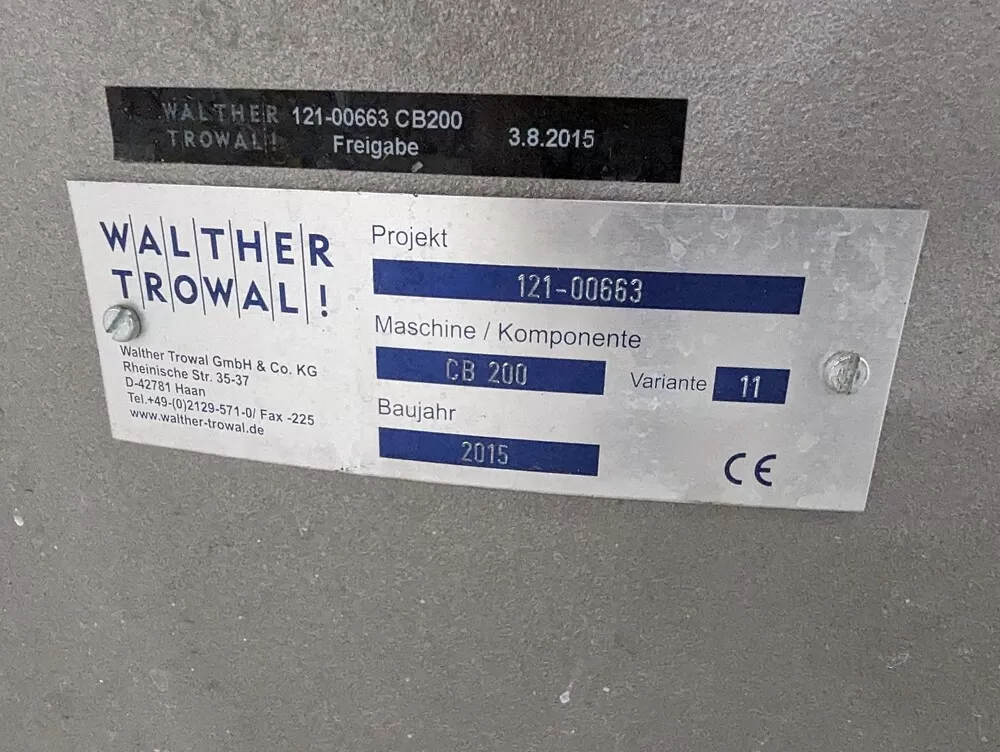 WALTHER 121-00663 CB200 3.8.2015
TROWAL! Freigabe
WALTHER
TROWAL!
Walther Trowal GmbH & Co. KG
Rheinische Str. 35-37
D-42781 Haan
Tel.+49-(0)2129-571-0/ Fax -225
www.walther-trowal.de
Projekt
121-00663
Maschine / Komponente
CB 200 Variante 11
Baujahr
2015
CE